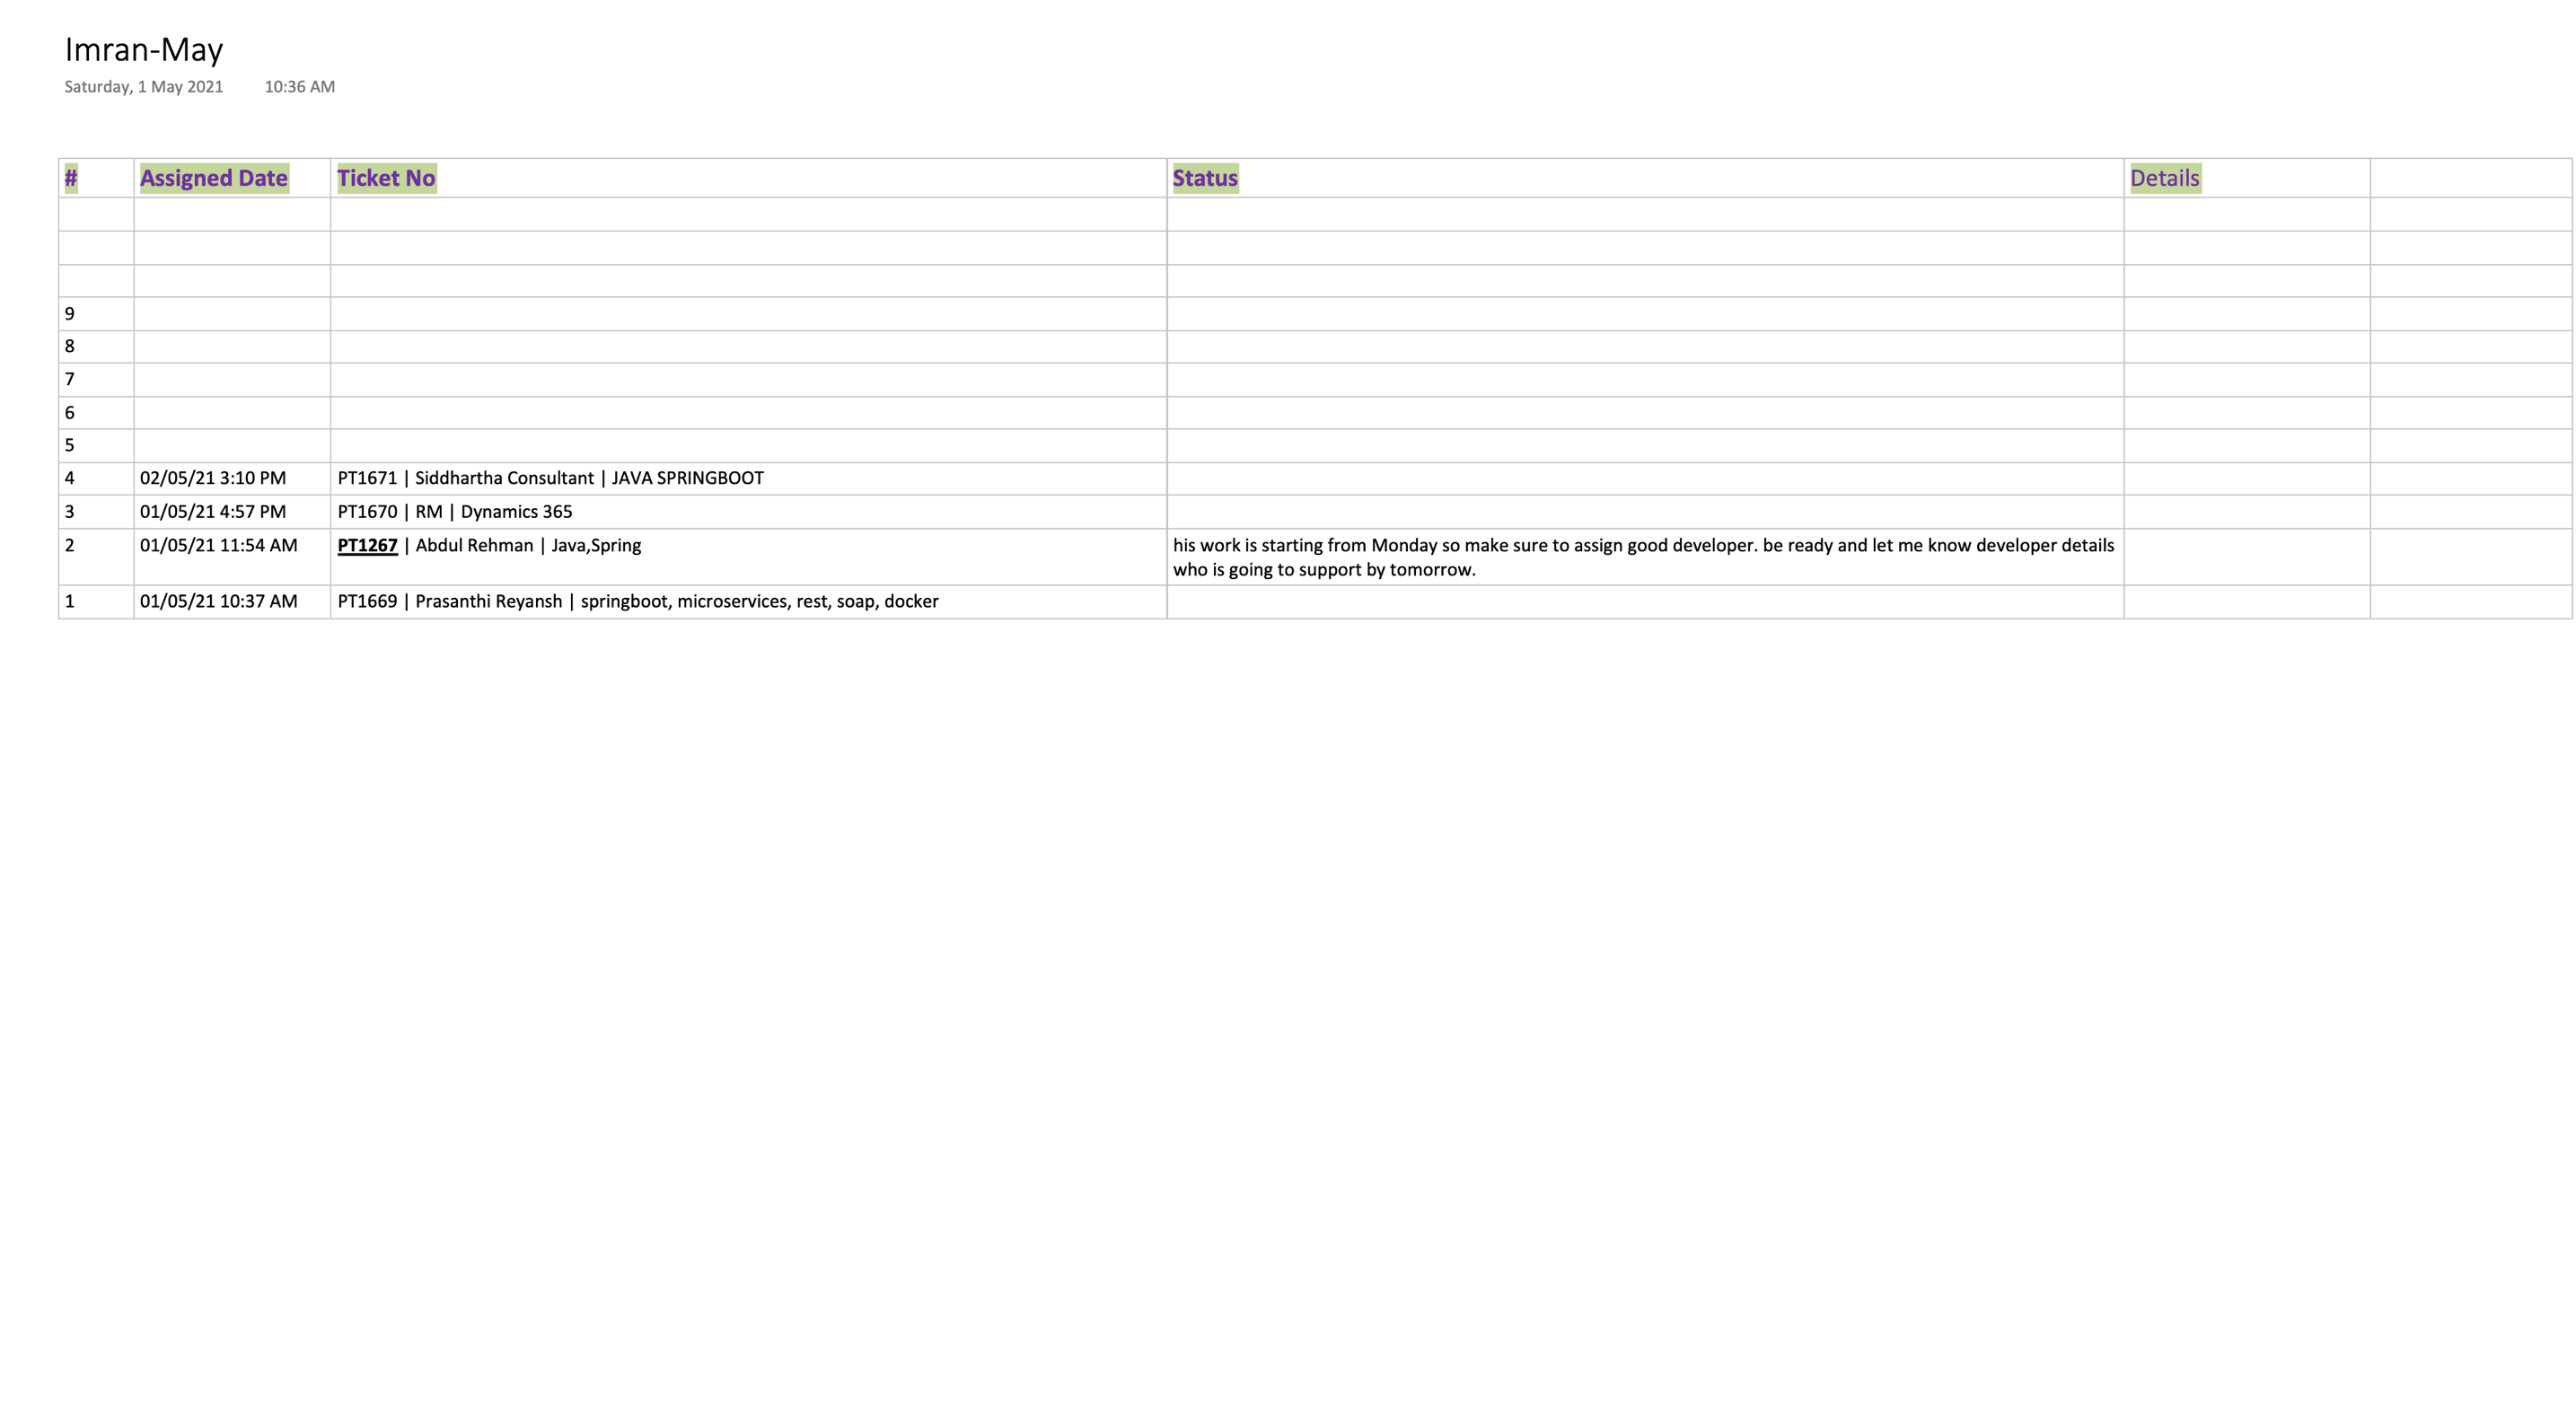 Imran-May
Saturday, 1 May 2021 10:36 AM
# Assigned Date Ticket No Status Details
9
8
7
6
5
4 02/05/21 3:10 PM PT1671 | Siddhartha Consultant | JAVA SPRINGBOOT
3 01/05/21 4:57 PM PT1670 | RM | Dynamics 365
2 01/05/21 11:54 AM PT1267 | Abdul Rehman | Java,Spring his work is starting from Monday so make sure to assign good developer. be ready and let me know developer details
who is going to support by tomorrow.
1 01/05/21 10:37 AM PT1669 | Prasanthi Reyansh | springboot, microservices, rest, soap, docker